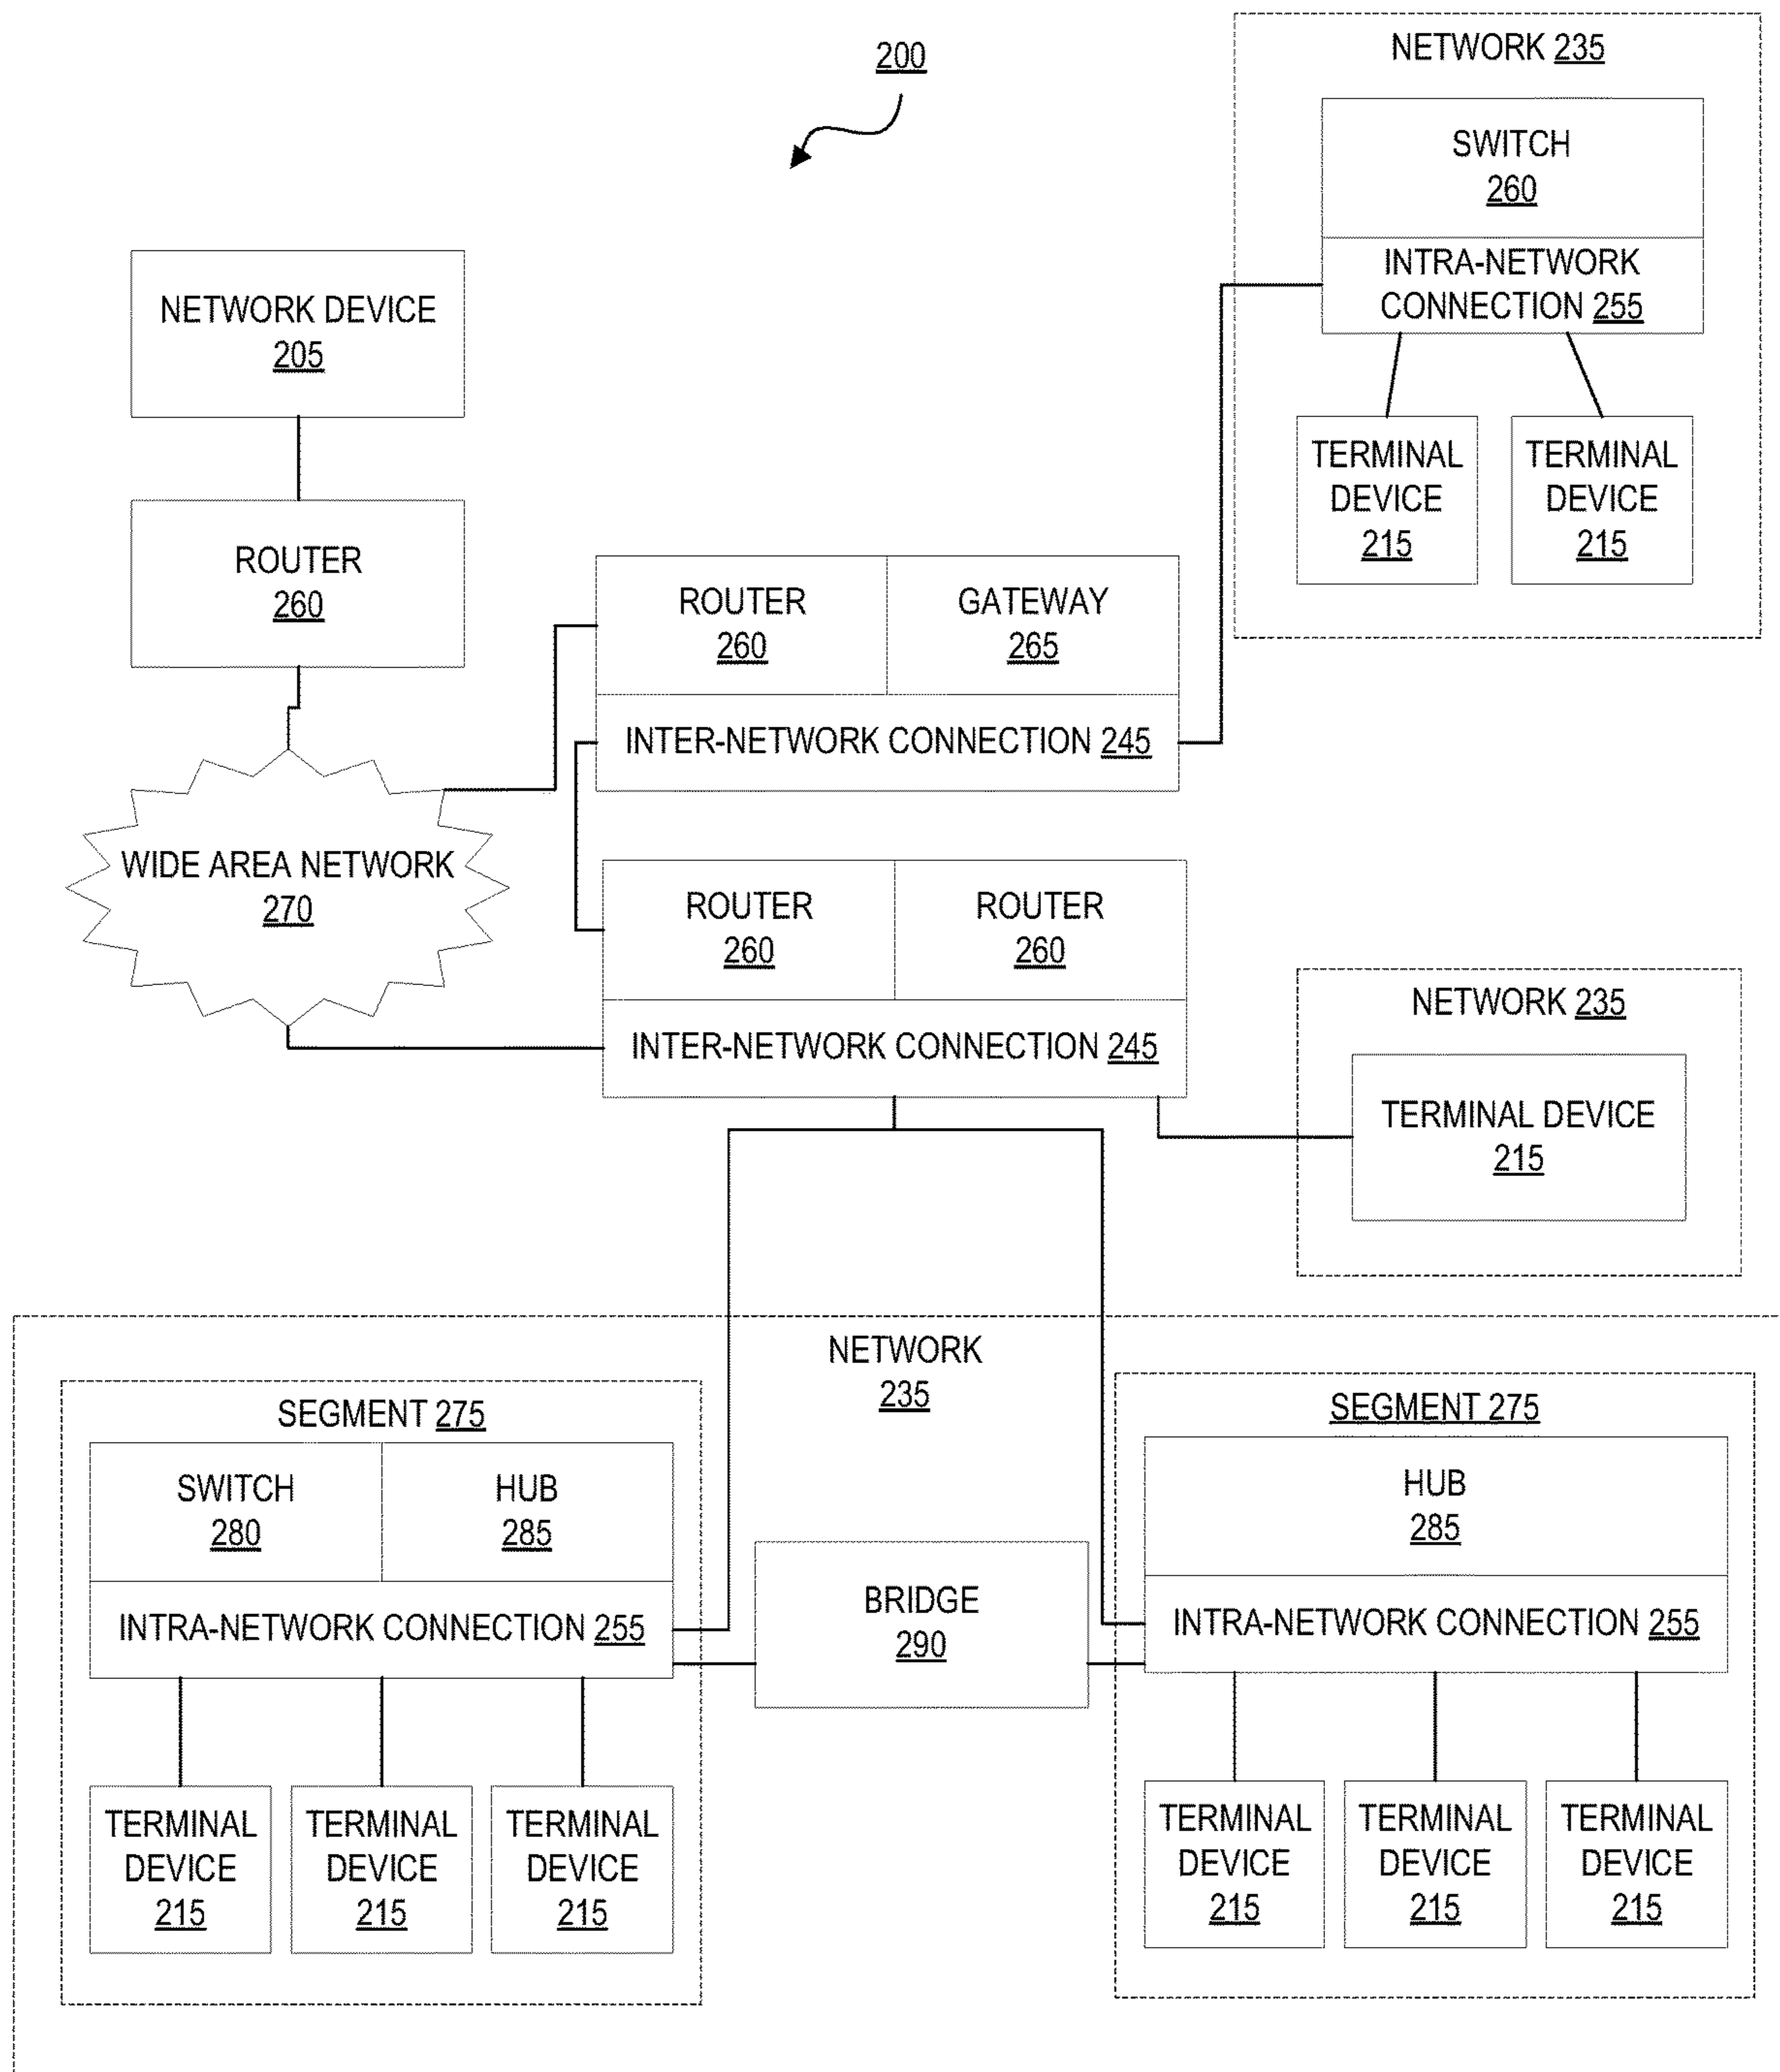 200
NETWORK 235
SWITCH
260
INTRA-NETWORK
CONNECTION 255
TERMINAL
DEVICE
215
TERMINAL
DEVICE
215
NETWORK DEVICE
205
ROUTER
260
ROUTER
260
GATEWAY
265
INTER-NETWORK CONNECTION 245
WIDE AREA NETWORK
270
ROUTER
260
ROUTER
260
INTER-NETWORK CONNECTION 245
NETWORK 235
TERMINAL DEVICE
215
NETWORK
235
SEGMENT 275
SWITCH
280
HUB
285
INTRA-NETWORK CONNECTION 255
TERMINAL
DEVICE
215
TERMINAL
DEVICE
215
TERMINAL
DEVICE
215
BRIDGE
290
SEGMENT 275
HUB
285
INTRA-NETWORK CONNECTION 255
TERMINAL
DEVICE
215
TERMINAL
DEVICE
215
TERMINAL
DEVICE
215